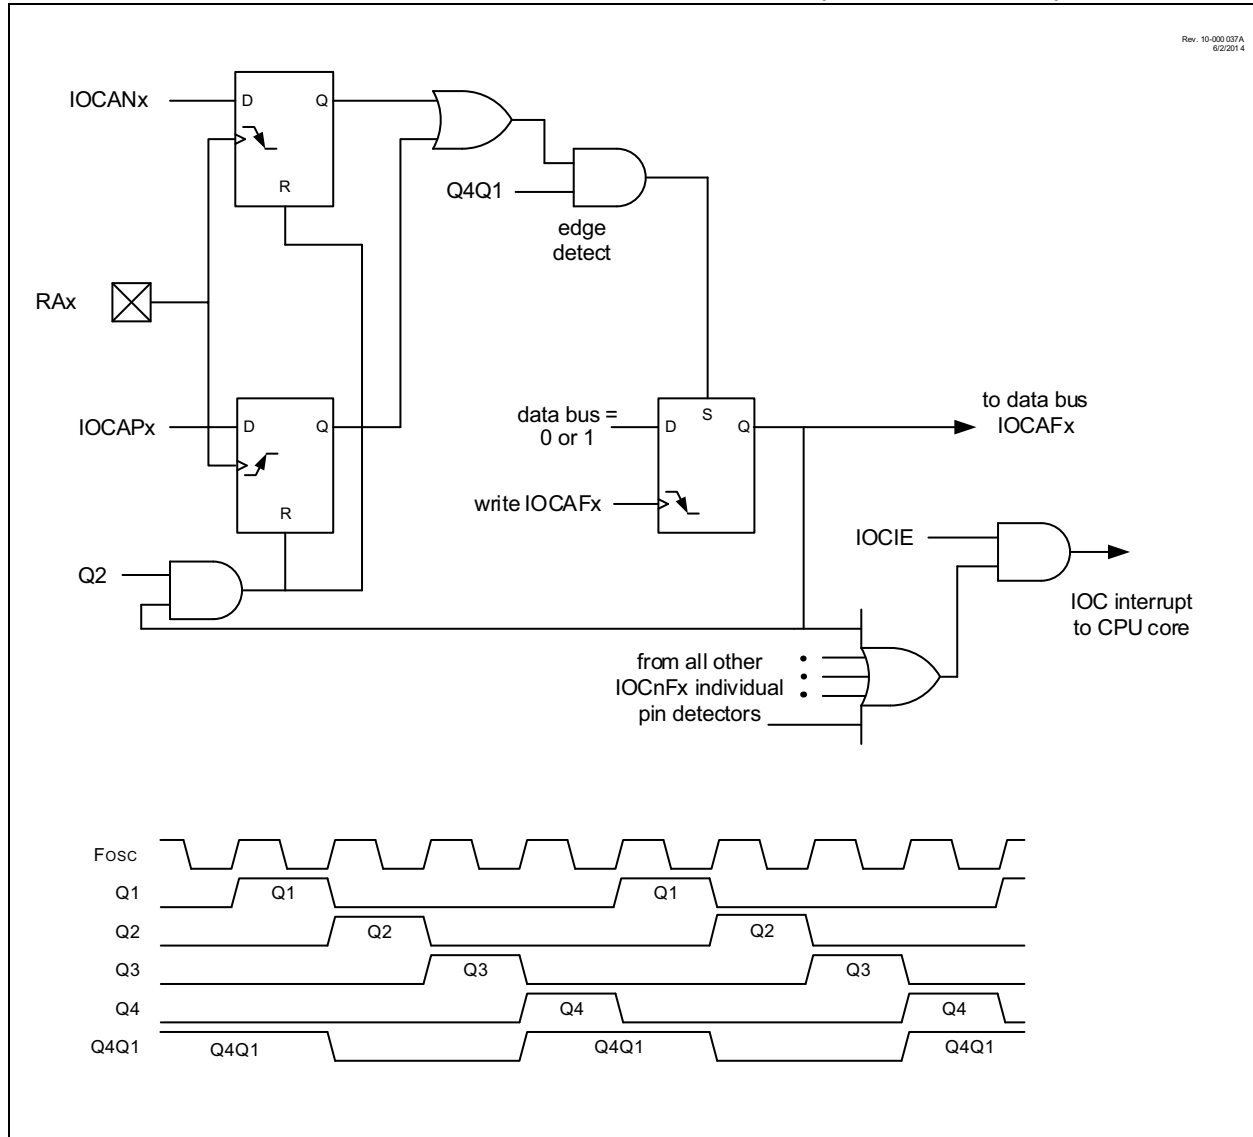 Rev. 10-000 037A
6/2/201 4
IOCANx
D
Q
R
Q4Q1
edge
detect
RAx
IOCAPx
D
Q
R
data bus =
0 or 1
D
S
Q
write IOCAFx
to data bus
IOCAFx
IOCIE
Q2
IOC interrupt
to CPU core
from all other
IOCnFx individual
pin detectors
FOSC
Q1
Q1
Q1
Q2
Q2
Q2
Q3
Q3
Q3
Q4
Q4
Q4
Q4Q1
Q4Q1
Q4Q1
Q4Q1